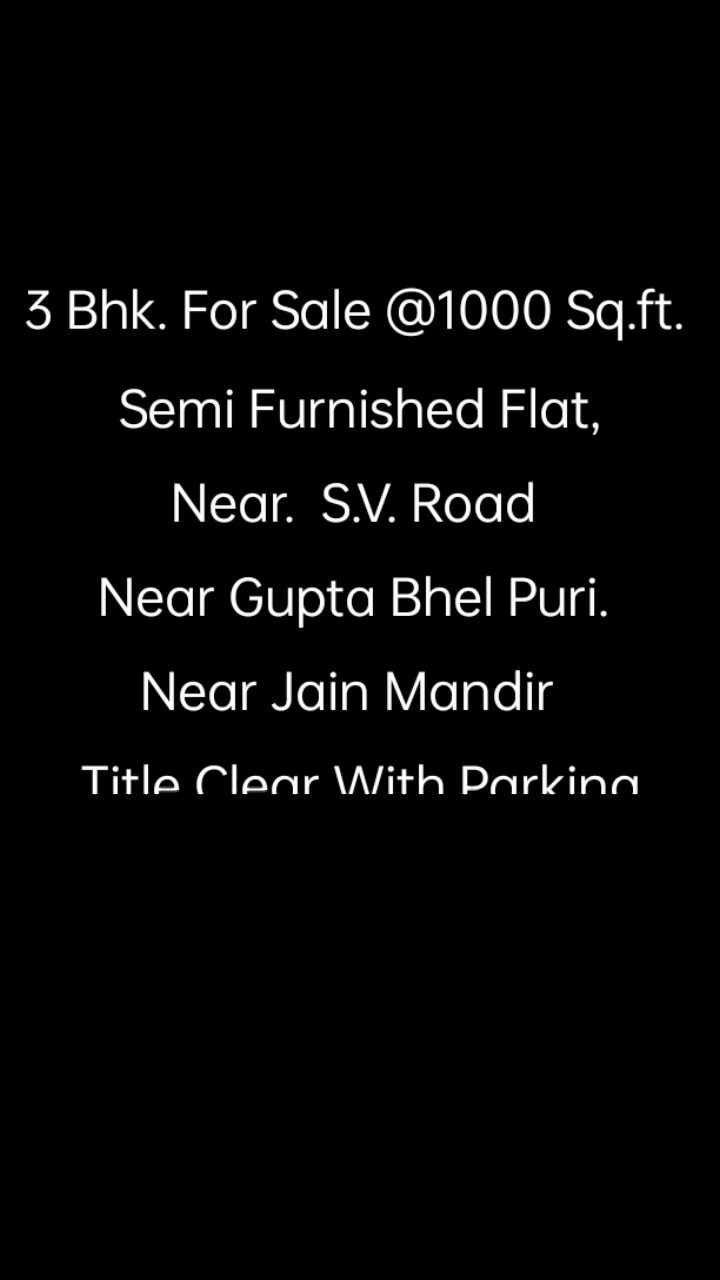 3 Bhk. For Sale @1000 Sq.ft.
Semi Furnished Flat,
Near.  S.V. Road
Near Gupta Bhel Puri.
Near Jain Mandir
Title Clear With Parking